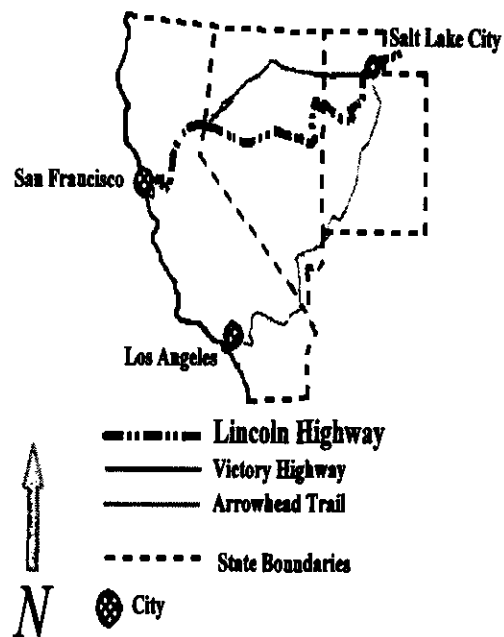 Salt Lake City
San Francisco
Los Angeles
Lincoln Highway
Victory Highway
Arrowhead Trail
State Boundaries
City
N